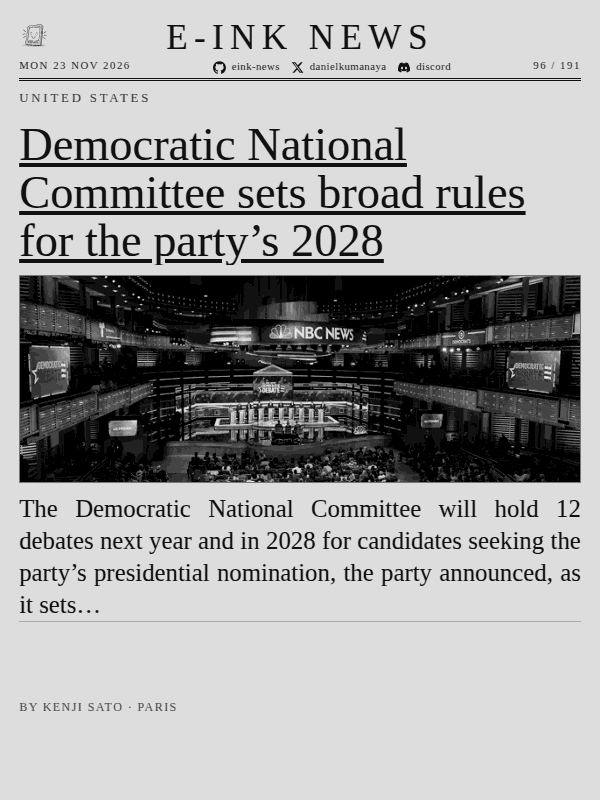 E-INK NEWS
MON 23 NOV 2026
eink-news danielkumanaya discord
96 / 191
UNITED STATES
Democratic National
Committee sets broad rules
for the party’s 2028
NBC NEWS
The Democratic National Committee will hold 12
debates next year and in 2028 for candidates seeking the
party’s presidential nomination, the party announced, as
it sets…
BY KENJI SATO · PARIS